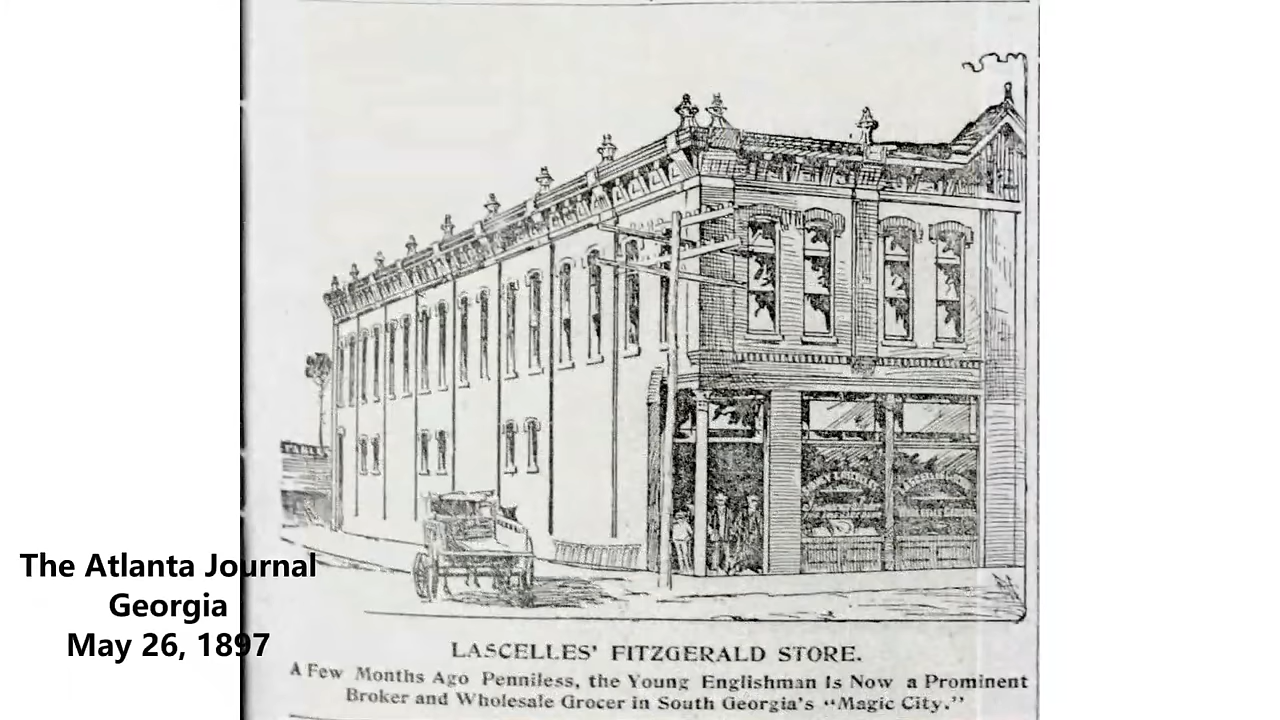 The Atlanta Journal
Georgia
May 26, 1897
LASCELLES' FITZGERALD STORE.
A Few Months Ago Penniless, the Young Englishman Is Now a Prominent
Broker and Wholesale Grocer in South Georgia's "Magic City."